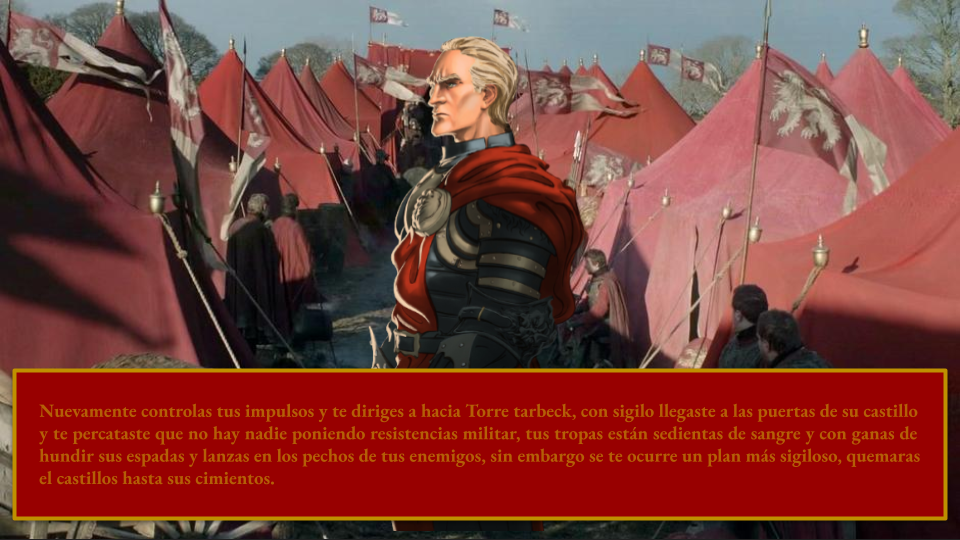 Nuevamente controlas tus impulsos y te diriges a hacia Torre tarbeck, con sigilo llegaste a las puertas de su castillo
y te percataste que no hay nadie poniendo resistencias militar, tus tropas están sedientas de sangre y con ganas de
hundir sus espadas y lanzas en los pechos de tus enemigos, sin embargo se te ocurre un plan más sigiloso, quemaras
el castillos hasta sus cimientos.